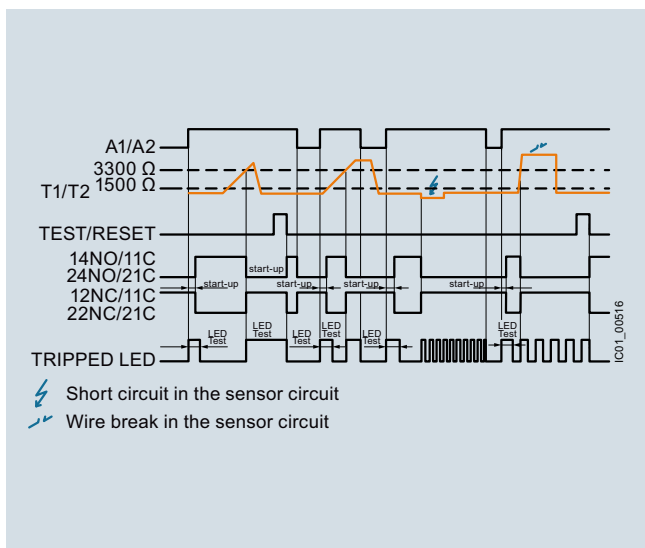 A1/A2
3300 Ω
T1/T2 1500 Ω
TEST/RESET
14NO/11C
24NO/21C
start-up
start-up
start-up
start-up
start-up
12NC/11C
22NC/21C
LED Test
LED Test
LED Test
LED Test
LED Test
LED Test
TRIPPED LED
IC01_00516
Short circuit in the sensor circuit
Wire break in the sensor circuit